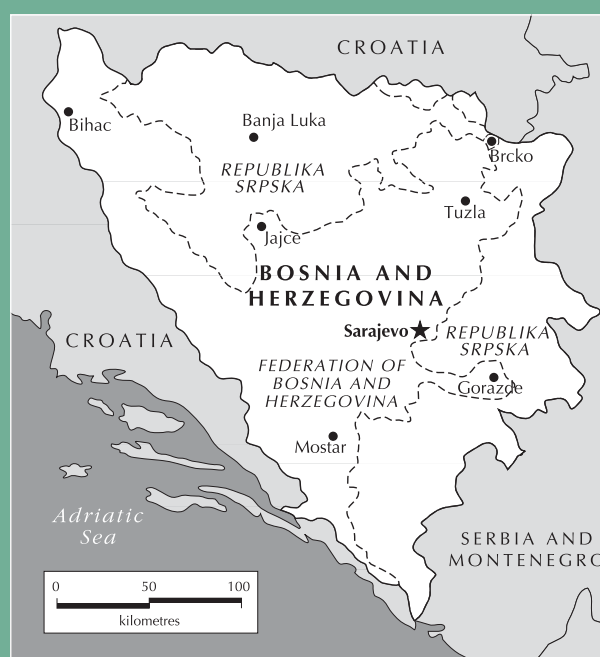 CROATIA
Bihac
Banja Luka
Brcko
REPUBLIKA
SRPSKA
Tuzla
Jajce
BOSNIA AND
HERZEGOVINA
Sarajevo
REPUBLIKA
SRPSKA
CROATIA
FEDERATION OF
BOSNIA AND
HERZEGOVINA
Gorazde
Mostar
Adriatic
Sea
SERBIA AND
MONTENEGRO
0 50 100
kilometres